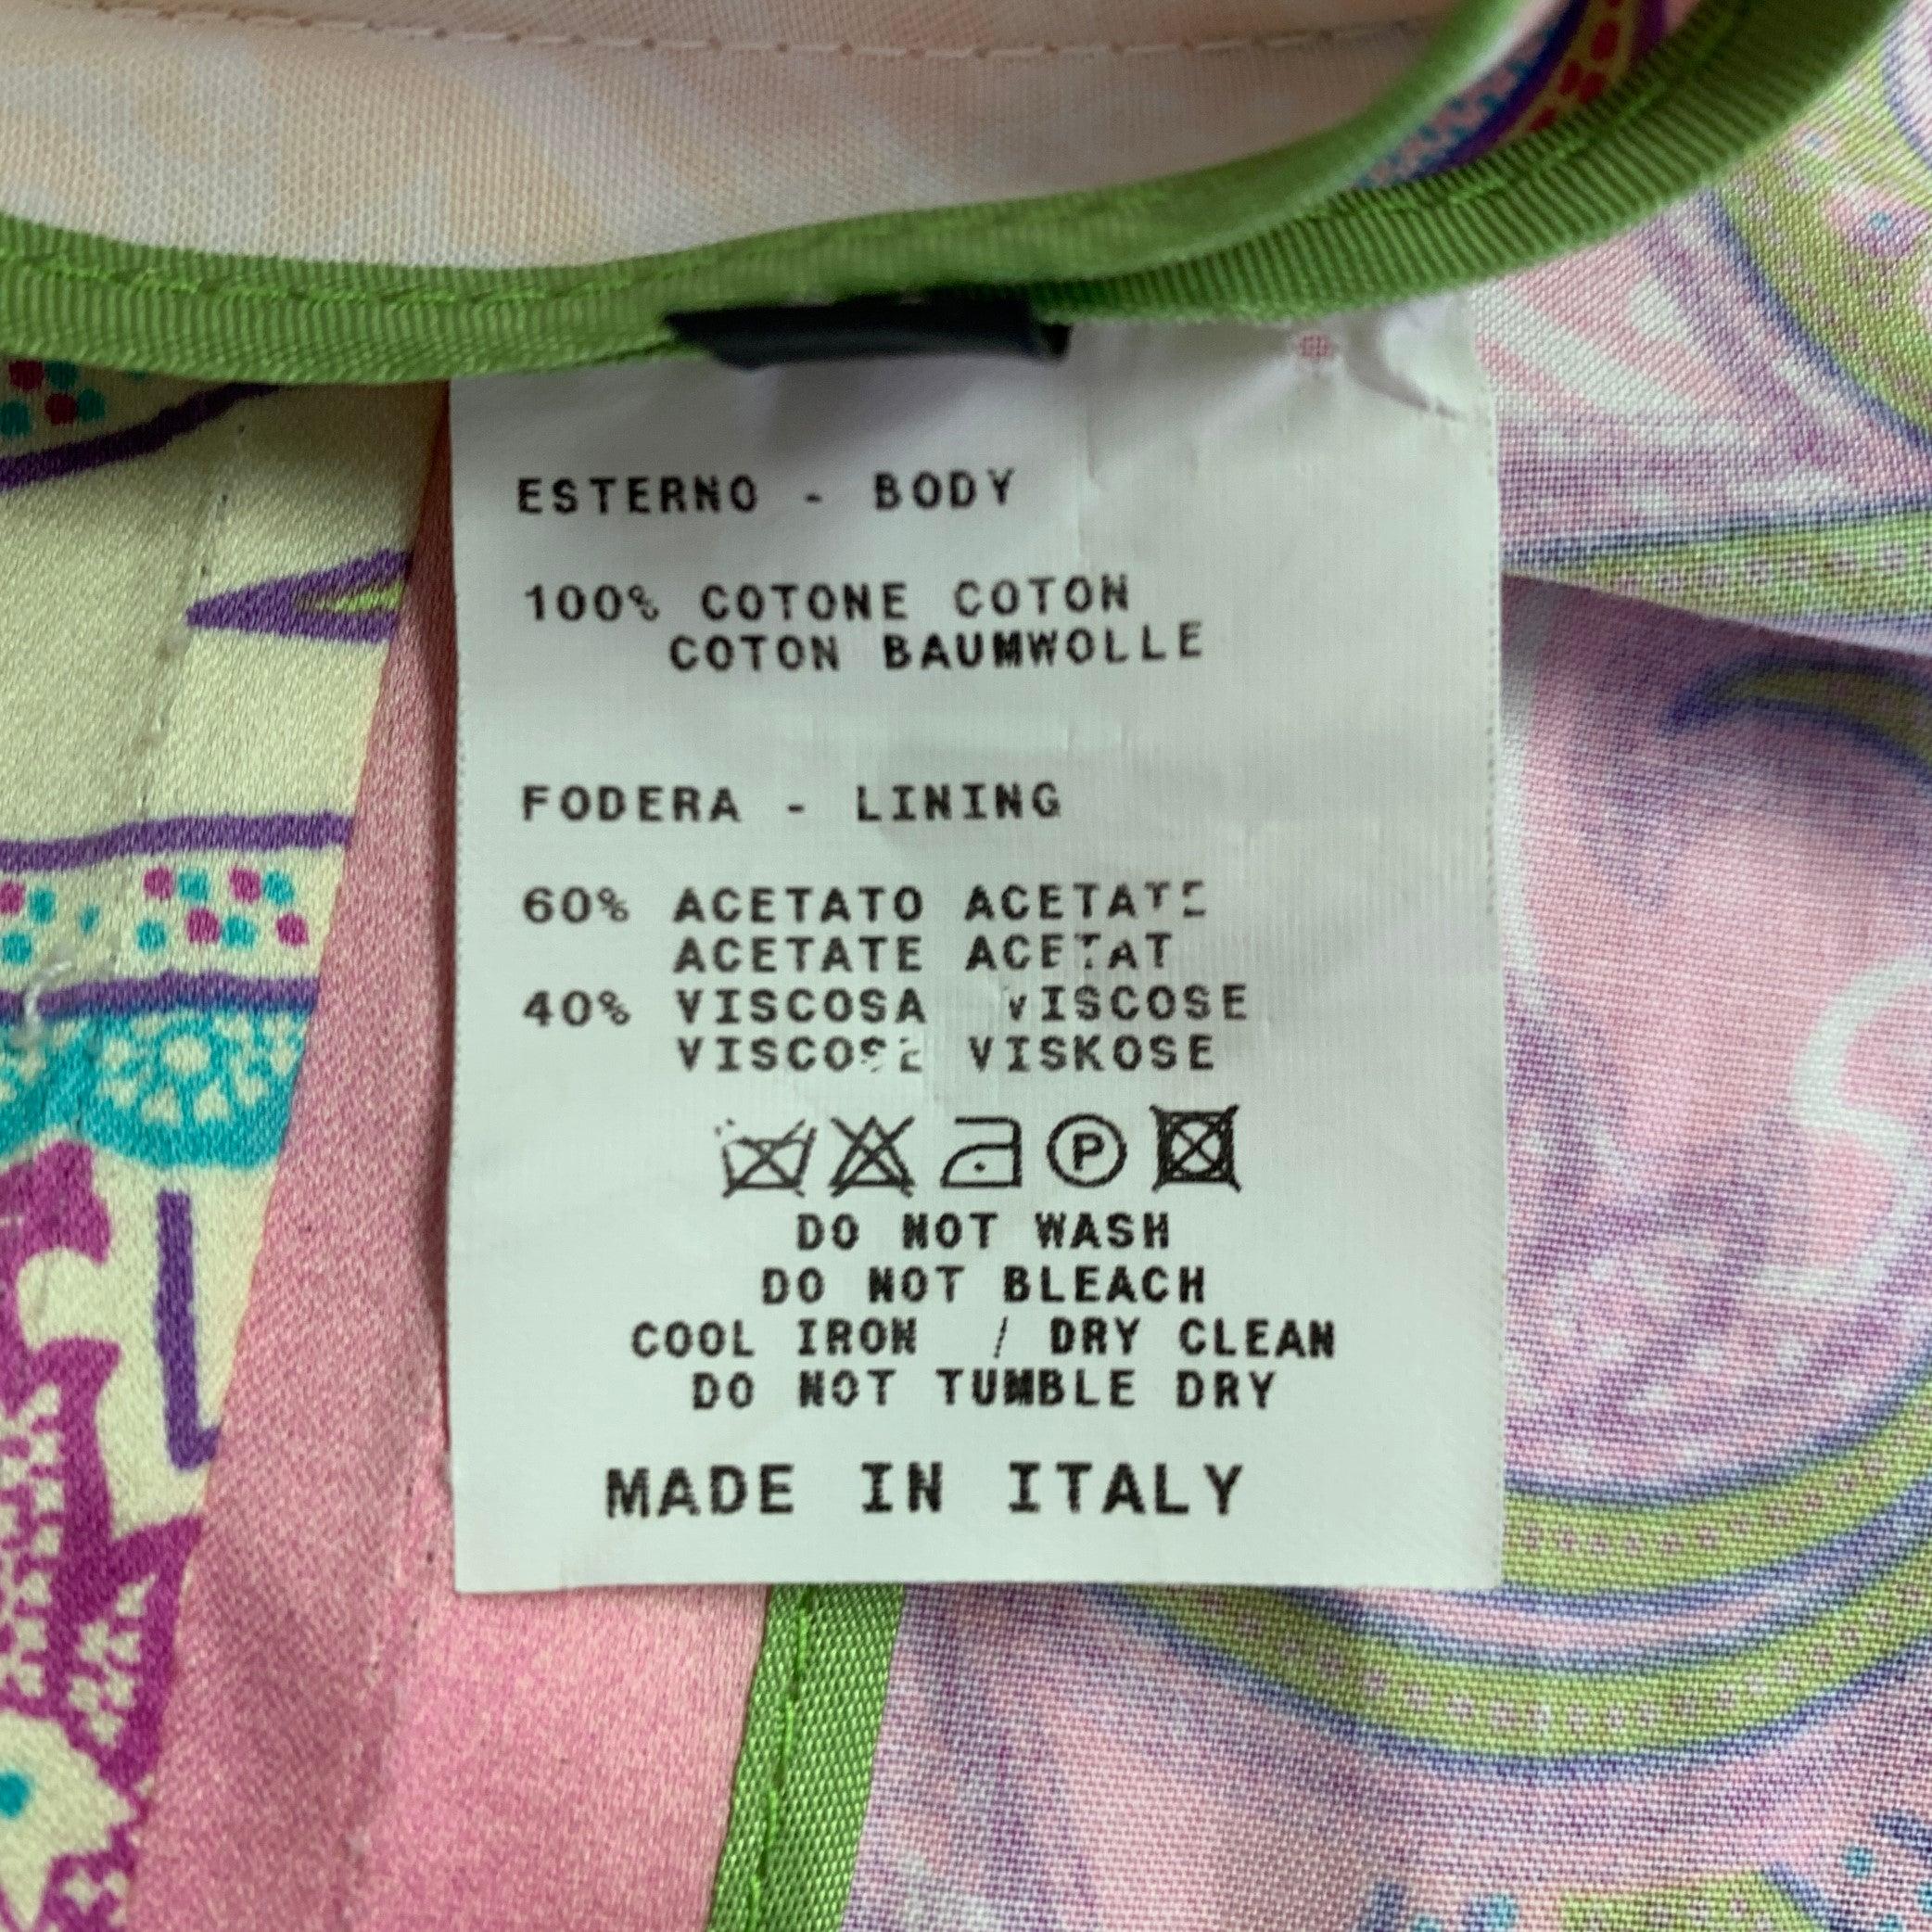 ESTERNO - BODY
100% COTONE COTON
COTON BAUMWOLLE
FODERA - LINING
60% ACETATO ACETATE
ACETATE ACETAT
40% VISCOSA VISCOSE
VISCOSE VISKOSE
P
DO NOT WASH
DO NOT BLEACH
COOL IRON / DRY CLEAN
DO NOT TUMBLE DRY
MADE IN ITALY